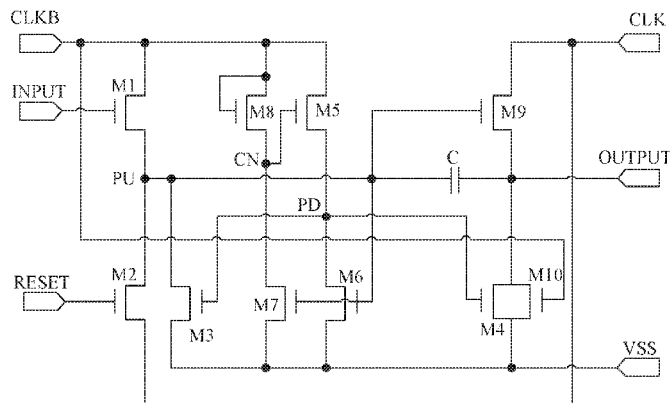 CLKB
CLK
M1
INPUT
M8
M5
M9
CN
C
OUTPUT
PU
PD
RESET
M2
M6
M10
M3
M7
M4
VSS